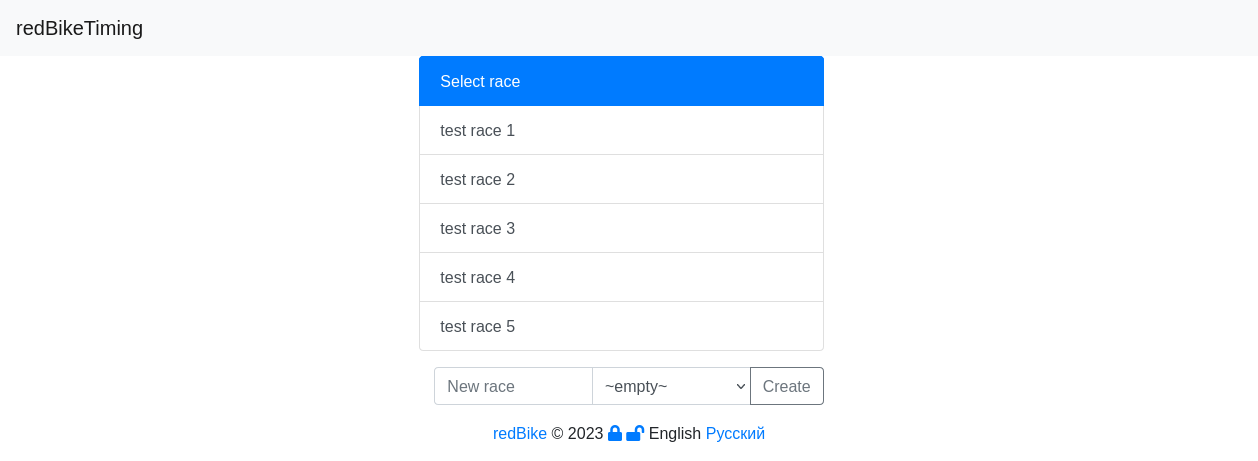 redBikeTiming
Select race
test race 1
test race 2
test race 3
test race 4
test race 5
New race ~empty~ Create
redBike © 2023 English Русский